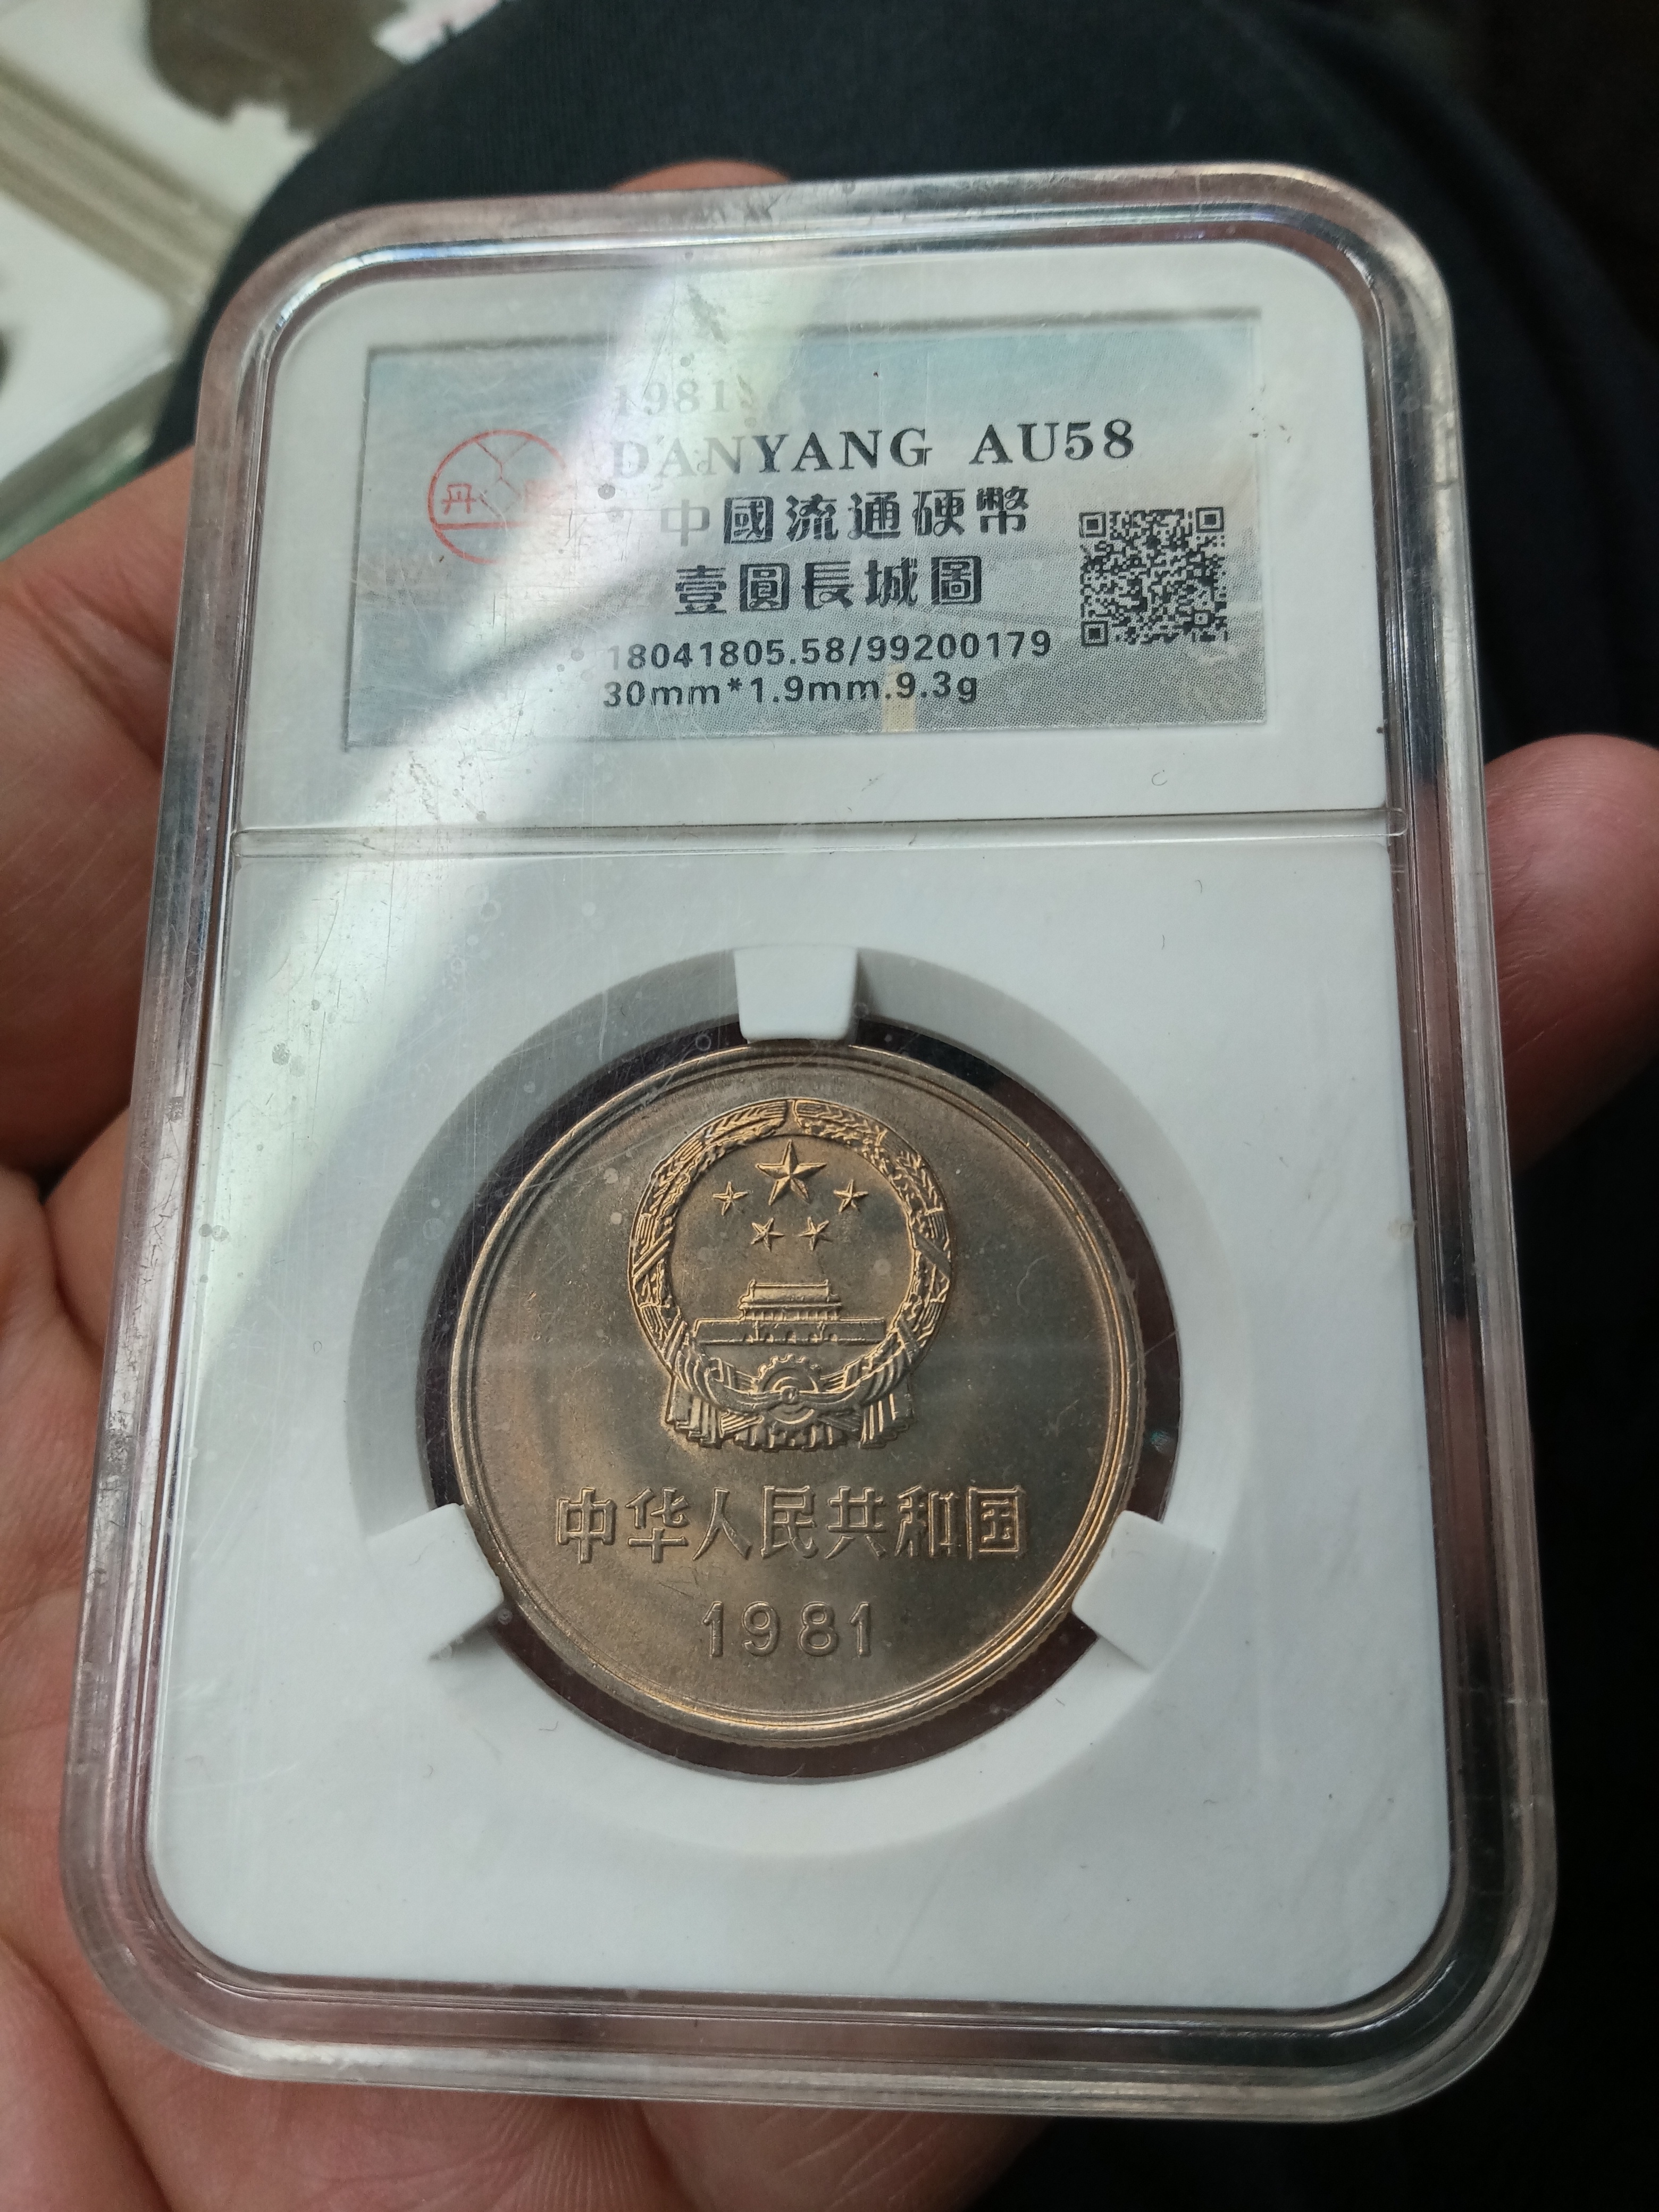 1981
DANYANG AU58
丹
中國流通硬幣
壹圓長城圖
18041805.58/99200179
30mm*1.9mm.9.3g
中华人民共和国
1981